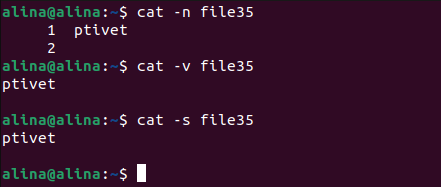 alina@alina:~$ cat -n file35
     1  ptivet
     2
alina@alina:~$ cat -v file35
ptivet

alina@alina:~$ cat -s file35
ptivet

alina@alina:~$